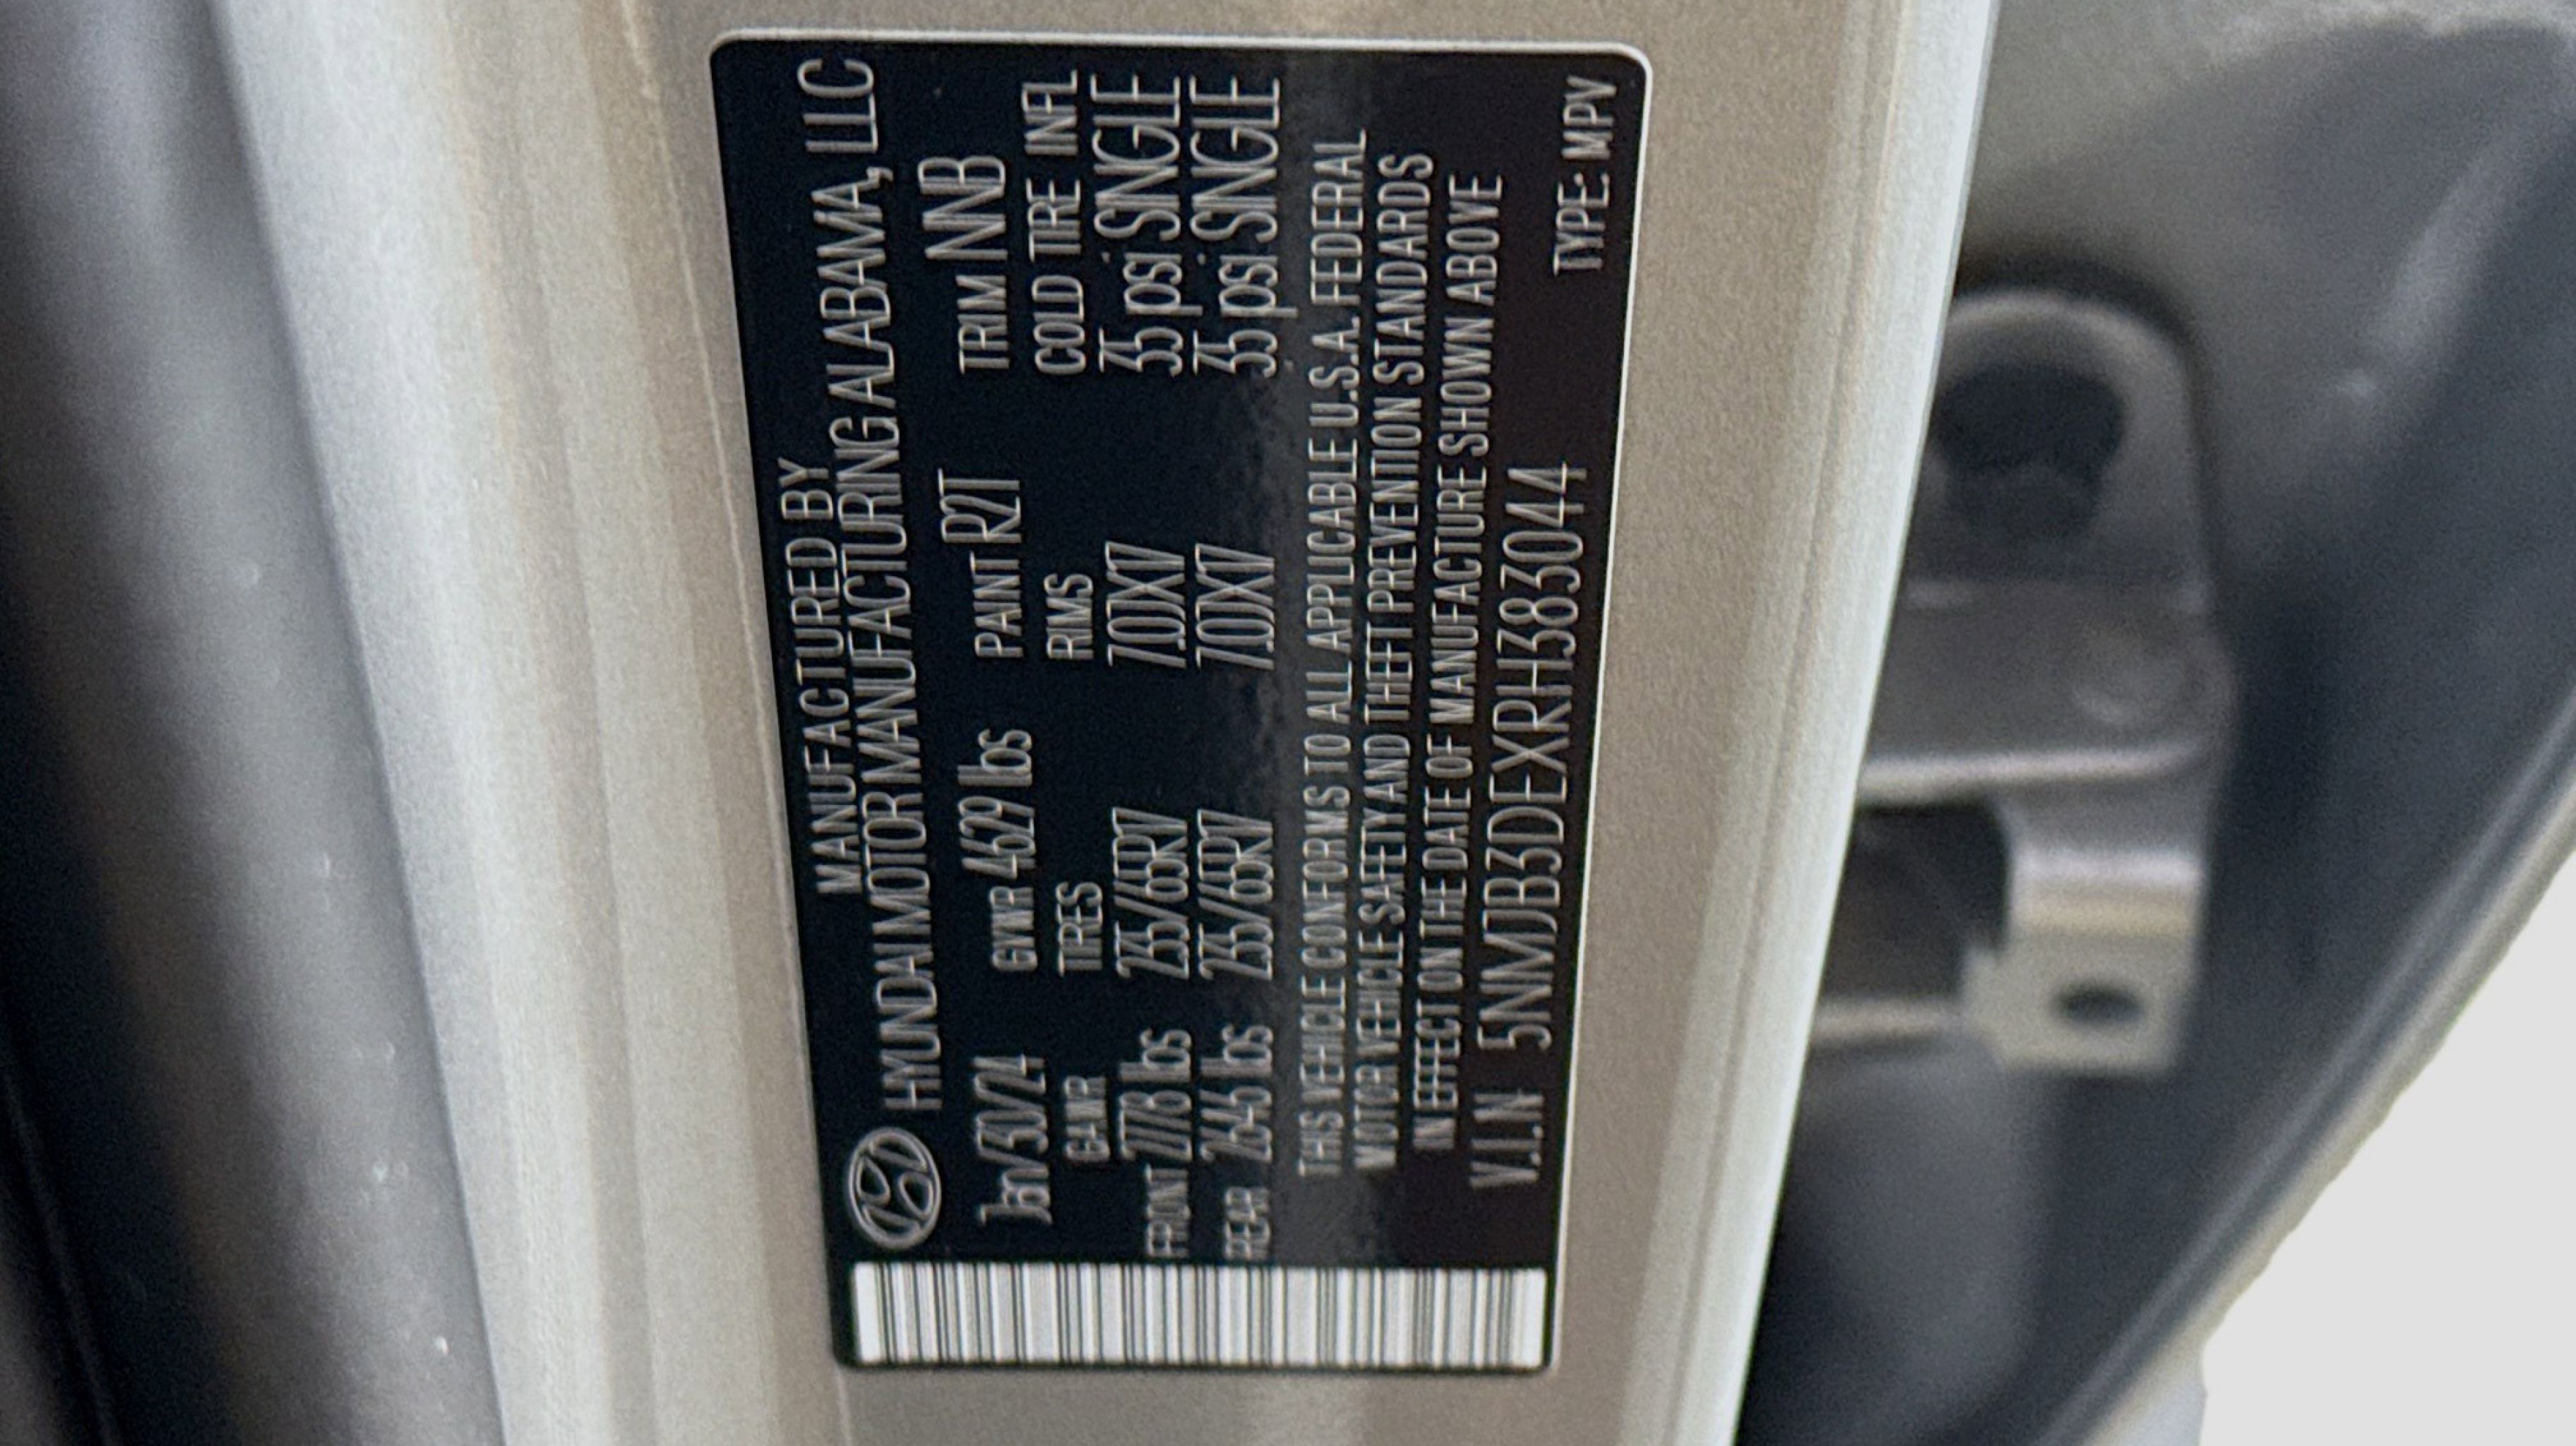 MANUFACTURED BY
HYUNDAI MOTOR MANUFACTURING ALABAMA, LLC
Jan/30/24 GVWR 4629 lbs PAINT R2T TRIM NNB
GAWR TIRES RIMS COLD TIRE INFL
FRONT 2778 lbs 235/65R17 7.0JX17 35 psi SINGLE
REAR 2646 lbs 235/65R17 7.0JX17 35 psi SINGLE
THIS VEHICLE CONFORMS TO ALL APPLICABLE U.S.A. FEDERAL
MOTOR VEHICLE SAFETY AND THEFT PREVENTION STANDARDS
IN EFFECT ON THE DATE OF MANUFACTURE SHOWN ABOVE
V.I.N 5NMJB3DEXRH383044 TYPE: MPV